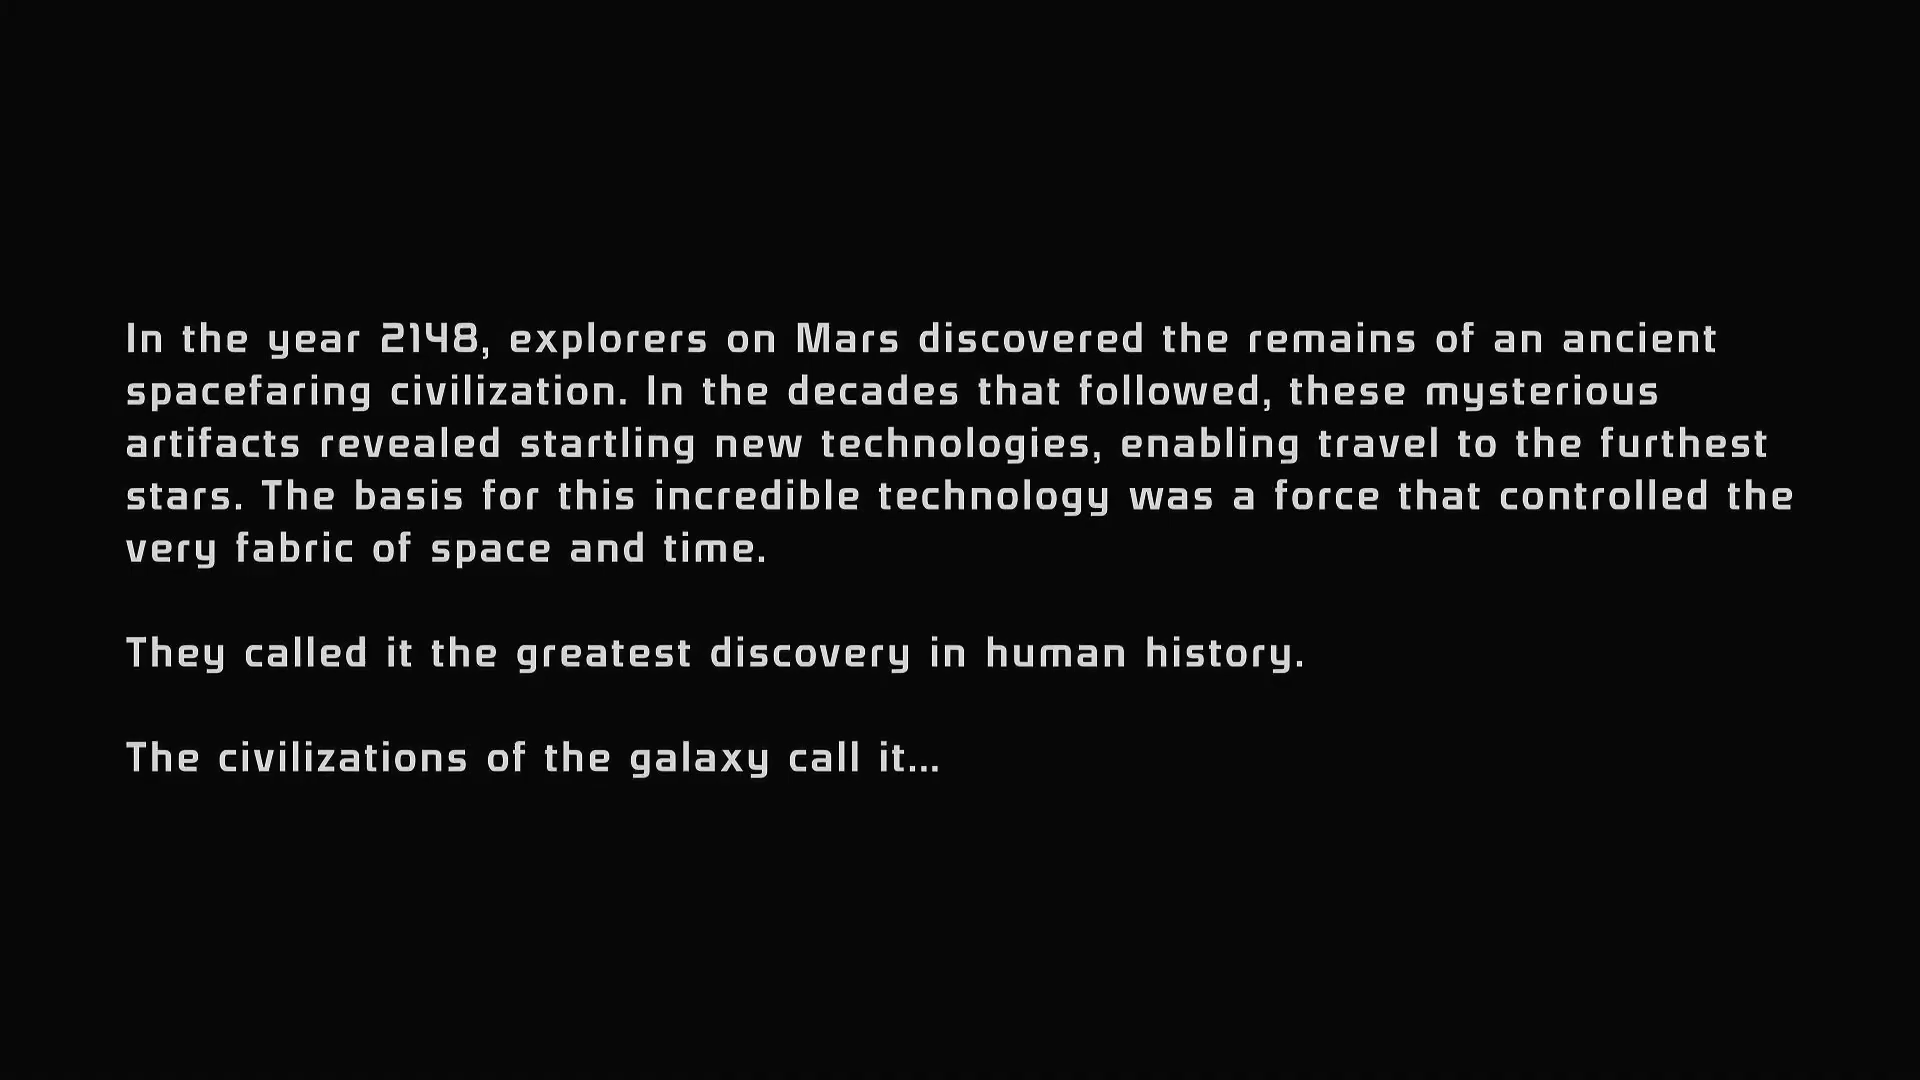 In the year 2148, explorers on Mars discovered the remains of an ancient
spacefaring civilization. In the decades that followed, these mysterious
artifacts revealed startling new technologies, enabling travel to the furthest
stars. The basis for this incredible technology was a force that controlled the
very fabric of space and time.
They called it the greatest discovery in human history.
The civilizations of the galaxy call it...